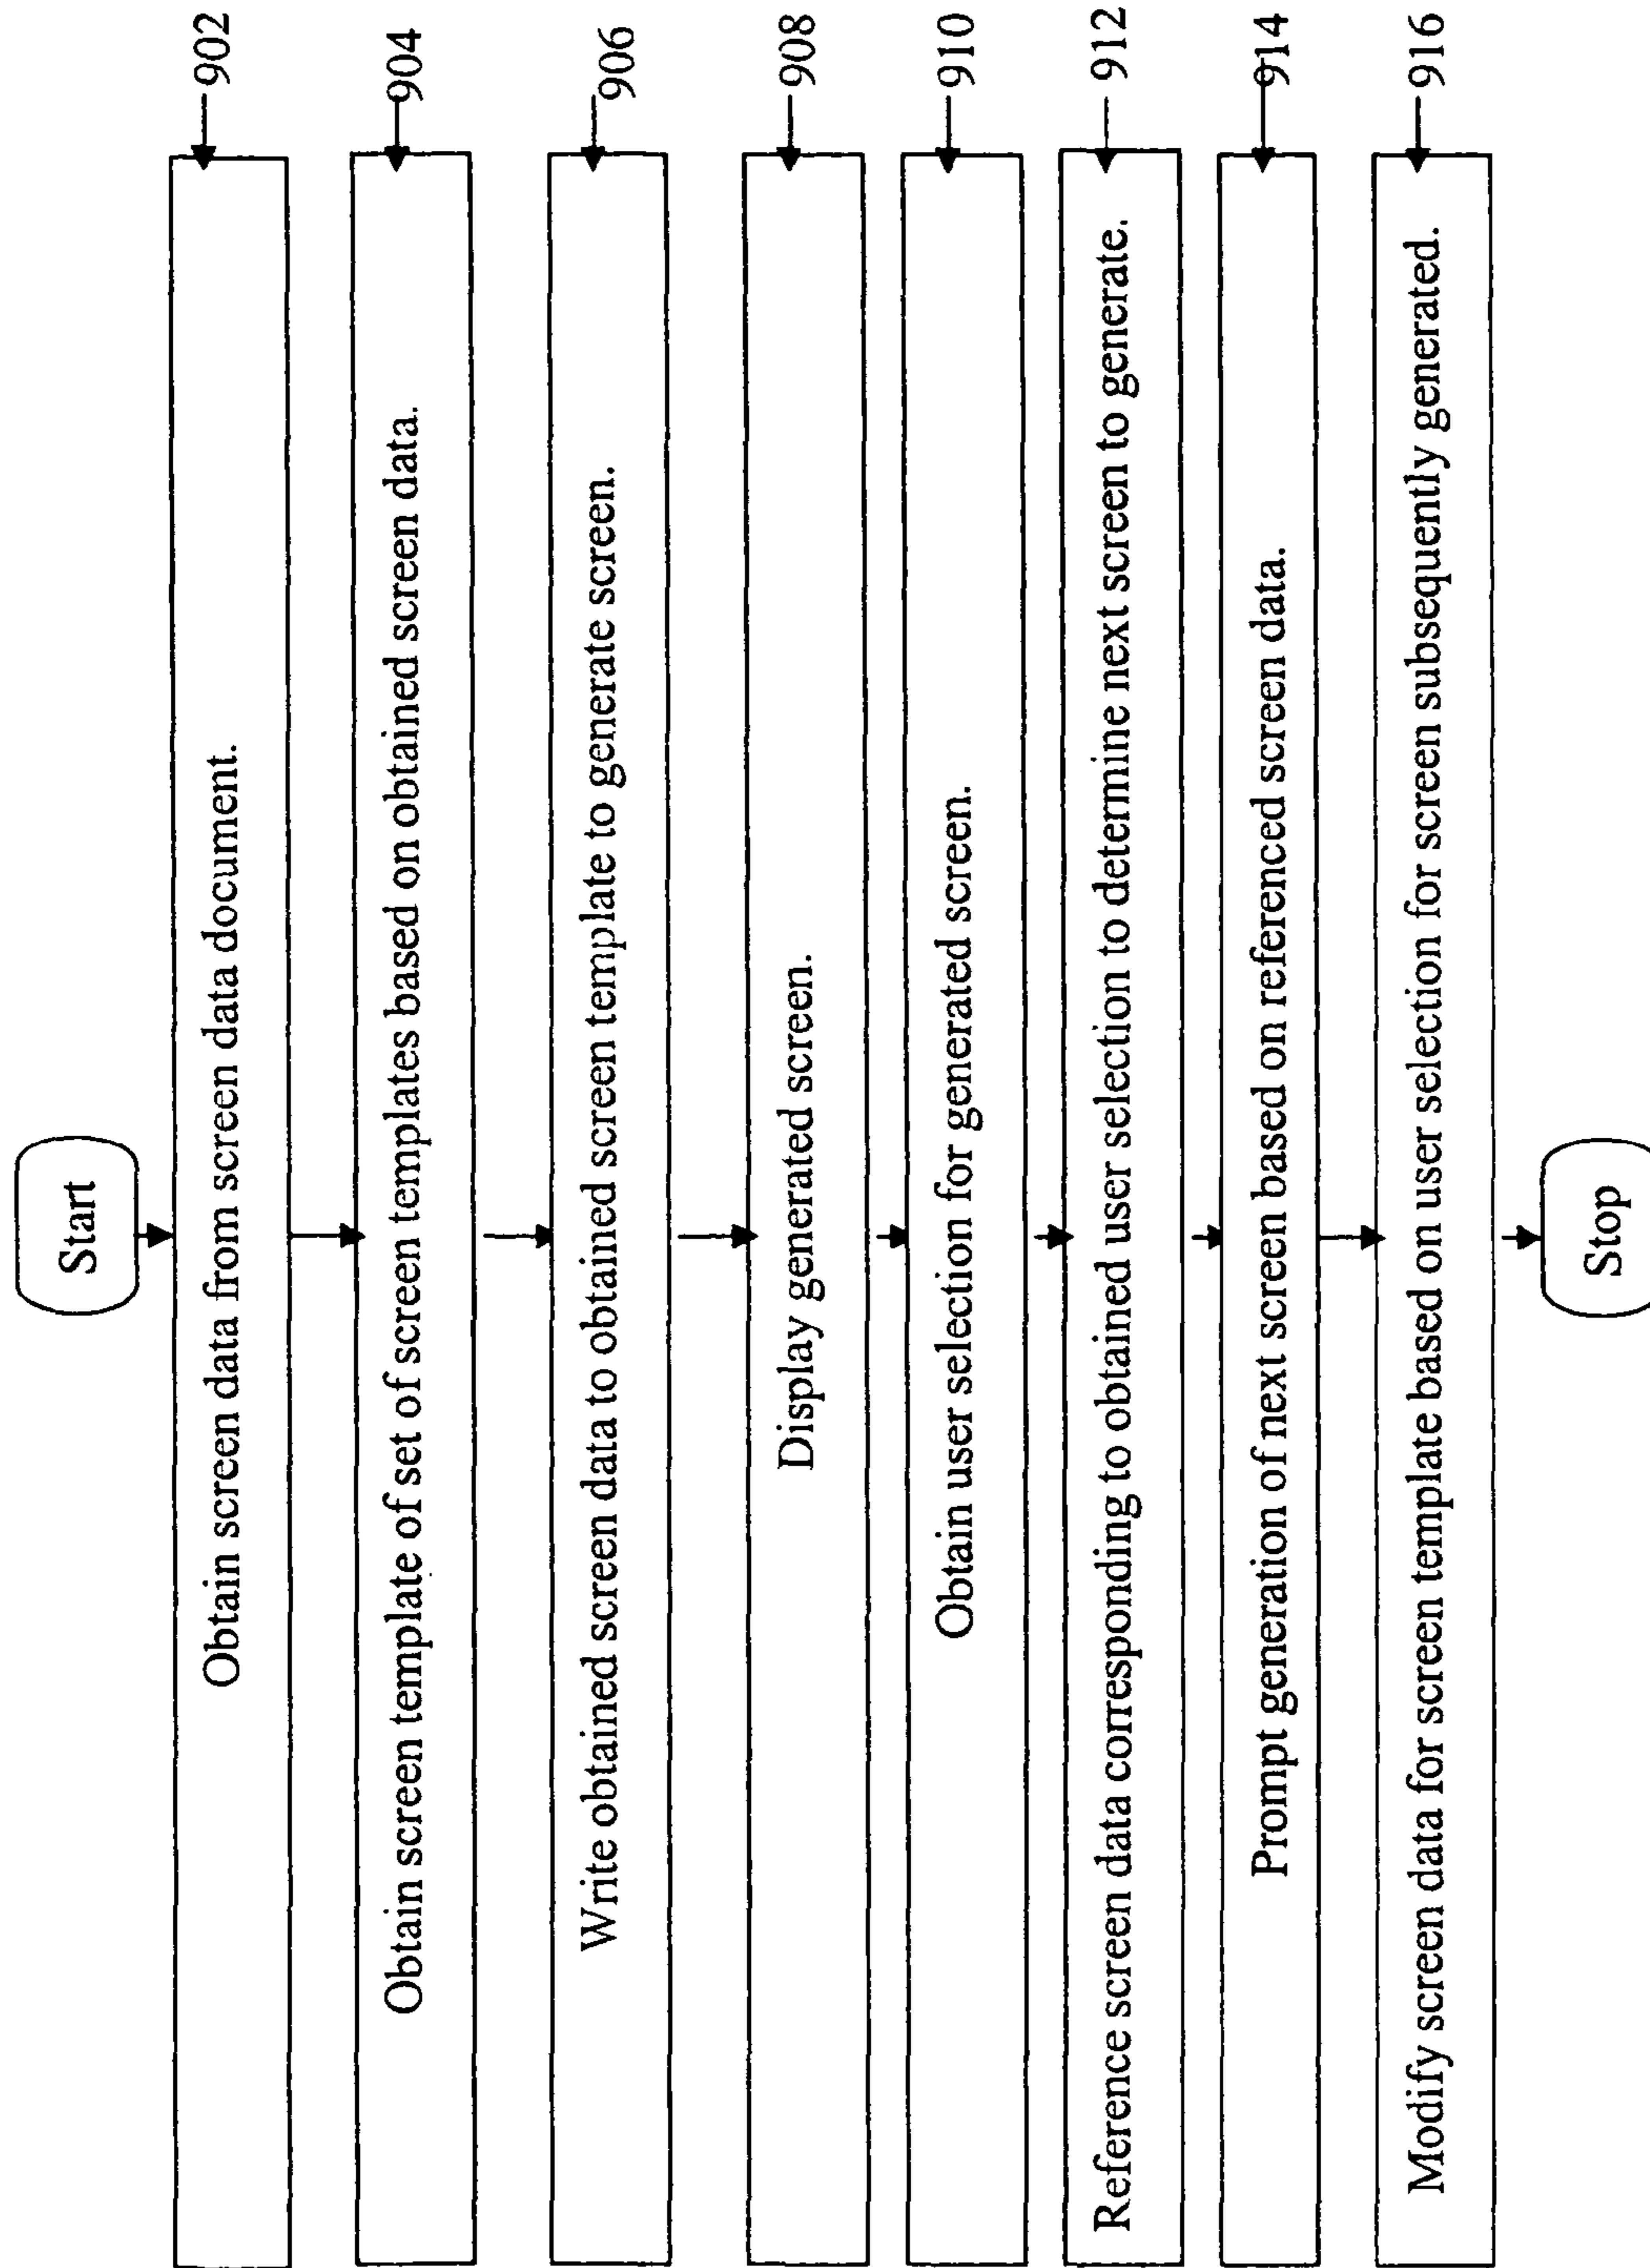 Start
Obtain screen data from screen data document.
902
Obtain screen template of set of screen templates based on obtained screen data.
904
Write obtained screen data to obtained screen template to generate screen.
906
Display generated screen.
908
Obtain user selection for generated screen.
910
Reference screen data corresponding to obtained user selection to determine next screen to generate.
912
Prompt generation of next screen based on referenced screen data.
914
Modify screen data for screen template based on user selection for screen subsequently generated.
916
Stop